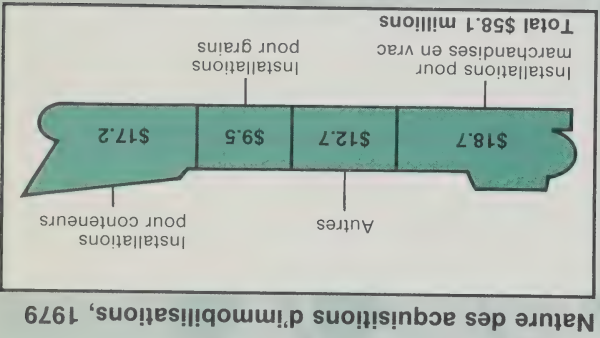 Nature des acquisitions d'immobilisations, 1979
Autres
Installations
pour conteneurs
$18.7
$12.7
$9.5
$17.2
Installations pour
marchandises en vrac
Installations
pour grains
Total $58.1 millions